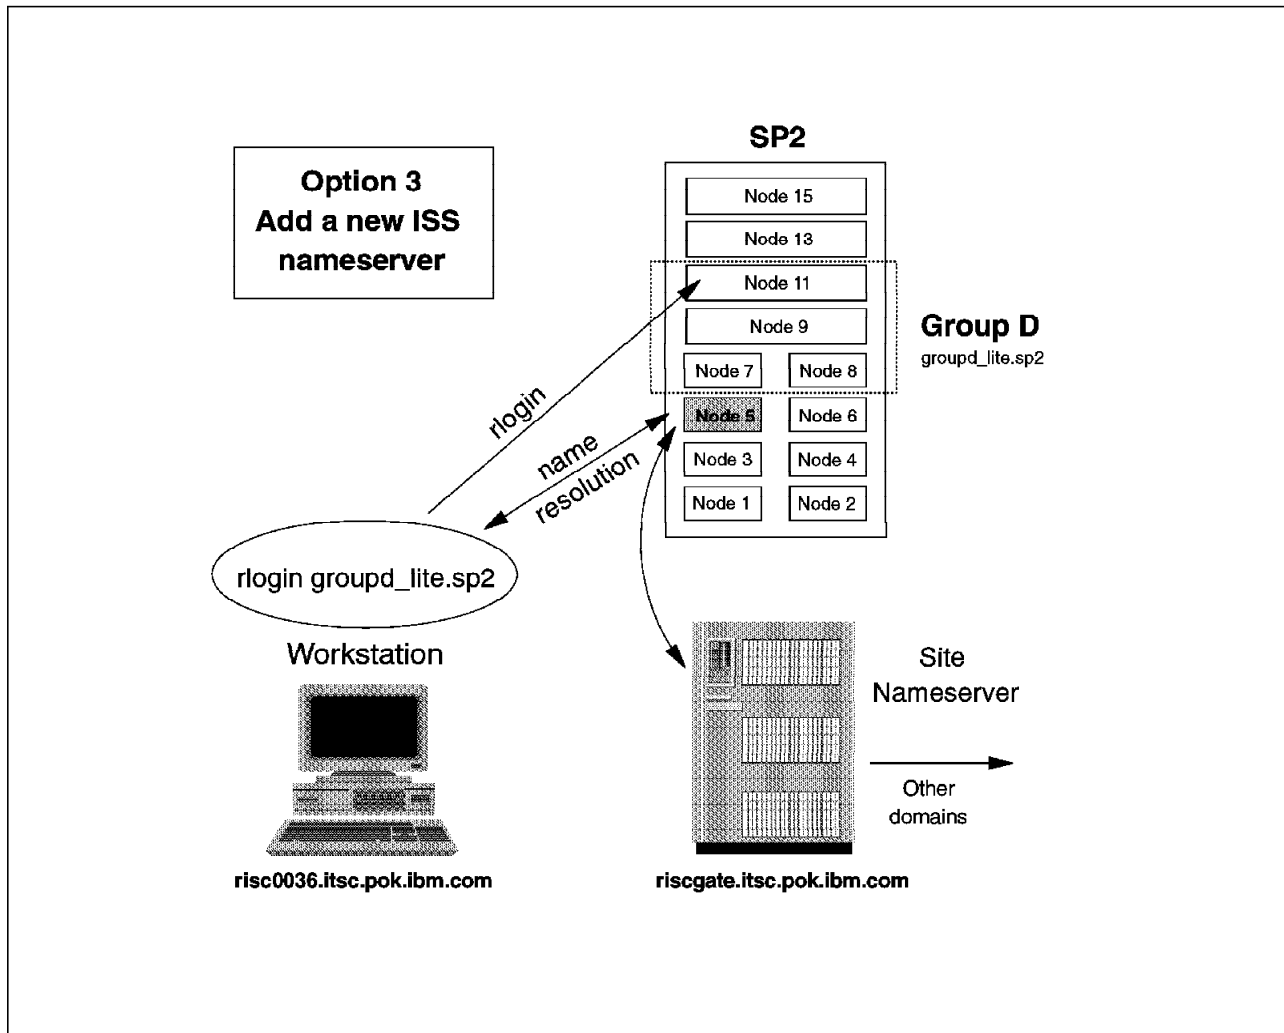 Option 3
Add a new ISS
nameserver
SP2
Node 15
Node 13
Node 11
Node 9
Node 7
Node 8
Node 5
Node 6
Node 3
Node 4
Node 1
Node 2
Group D
groupd_lite.sp2
rlogin
name
resolution
rlogin groupd_lite.sp2
Workstation
risc0036.itsc.pok.ibm.com
Site
Nameserver
Other
domains
riscgate.itsc.pok.ibm.com